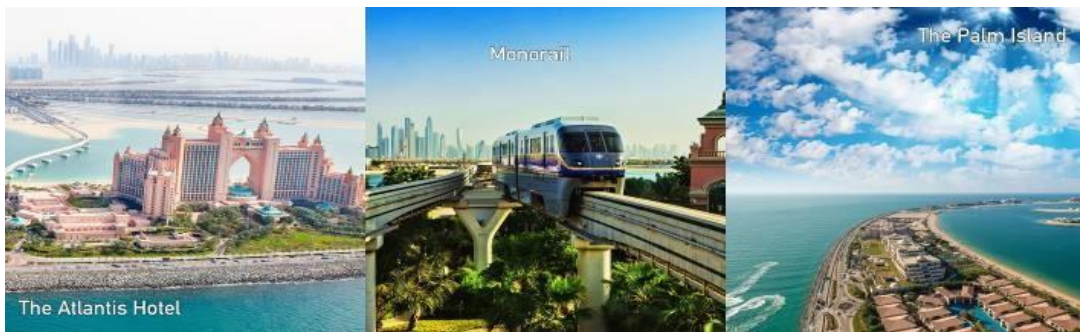 The Atlantis Hotel
Monorail
The Palm Island